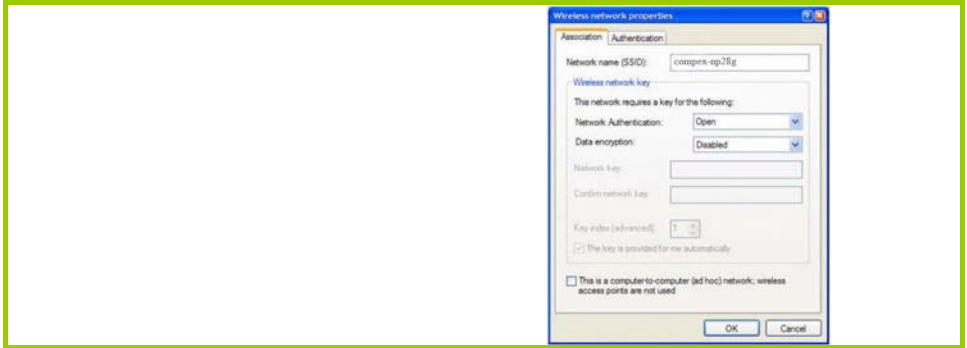 Wireless network properties
Association Authentication
Network name (SSID): compex-np28g
Wireless network key
This network requires a key for the following:
Network Authentication: Open
Data encryption: Disabled
Network key:
Confirm network key:
Key index (advanced): 1
The key is provided for me automatically
This is a computer-to-computer (ad hoc) network; wireless
access points are not used
OK Cancel